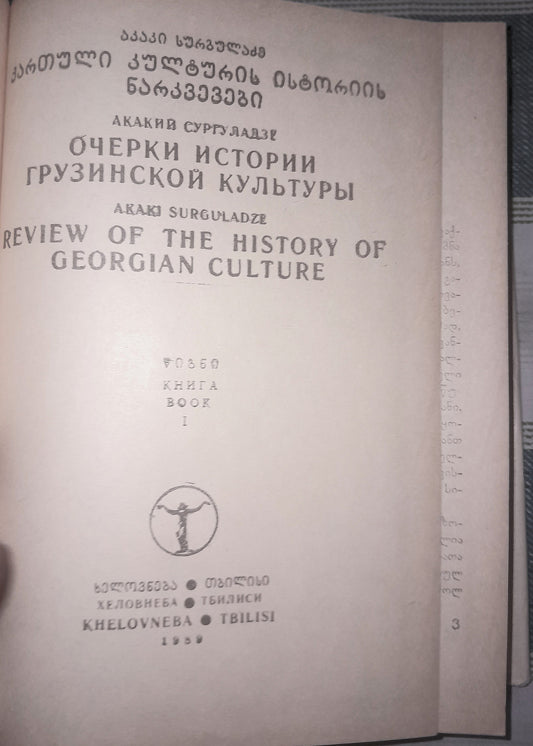 აკაკი სურგულაძე
ქართული კულტურის ისტორიის
ნარკვევები
АКАКИЙ СУРГУЛАДЗЕ
ОЧЕРКИ ИСТОРИИ
ГРУЗИНСКОЙ КУЛЬТУРЫ
AKAKI SURGULADZE
REVIEW OF THE HISTORY OF
GEORGIAN CULTURE
წიგნი
КНИГА
BOOK
I
ხელოვნება ● თბილისი
ХЕЛОВНЕБА ● ТБИЛИСИ
KHELOVNEBA ● TBILISI
1989
3